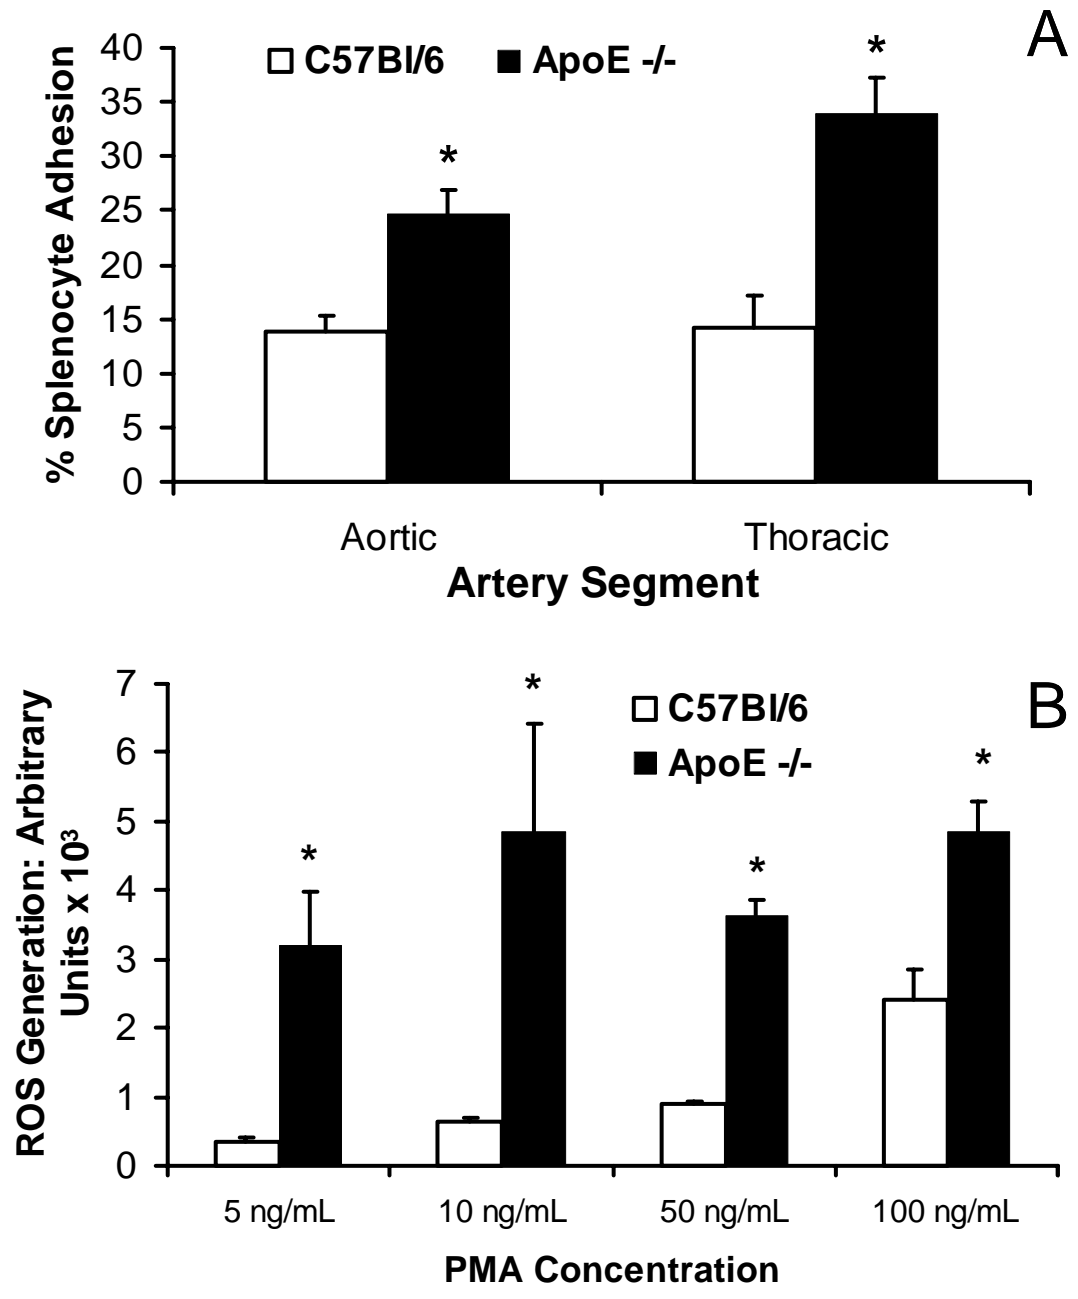 A
C57Bl/6 ApoE -/-
% Splenocyte Adhesion
40
35
30
25
20
15
10
5
0
*
*
Aortic Thoracic
Artery Segment
B
C57Bl/6
ApoE -/-
ROS Generation: Arbitrary
Units x 10³
7
6
5
4
3
2
1
0
*
*
*
*
5 ng/mL 10 ng/mL 50 ng/mL 100 ng/mL
PMA Concentration